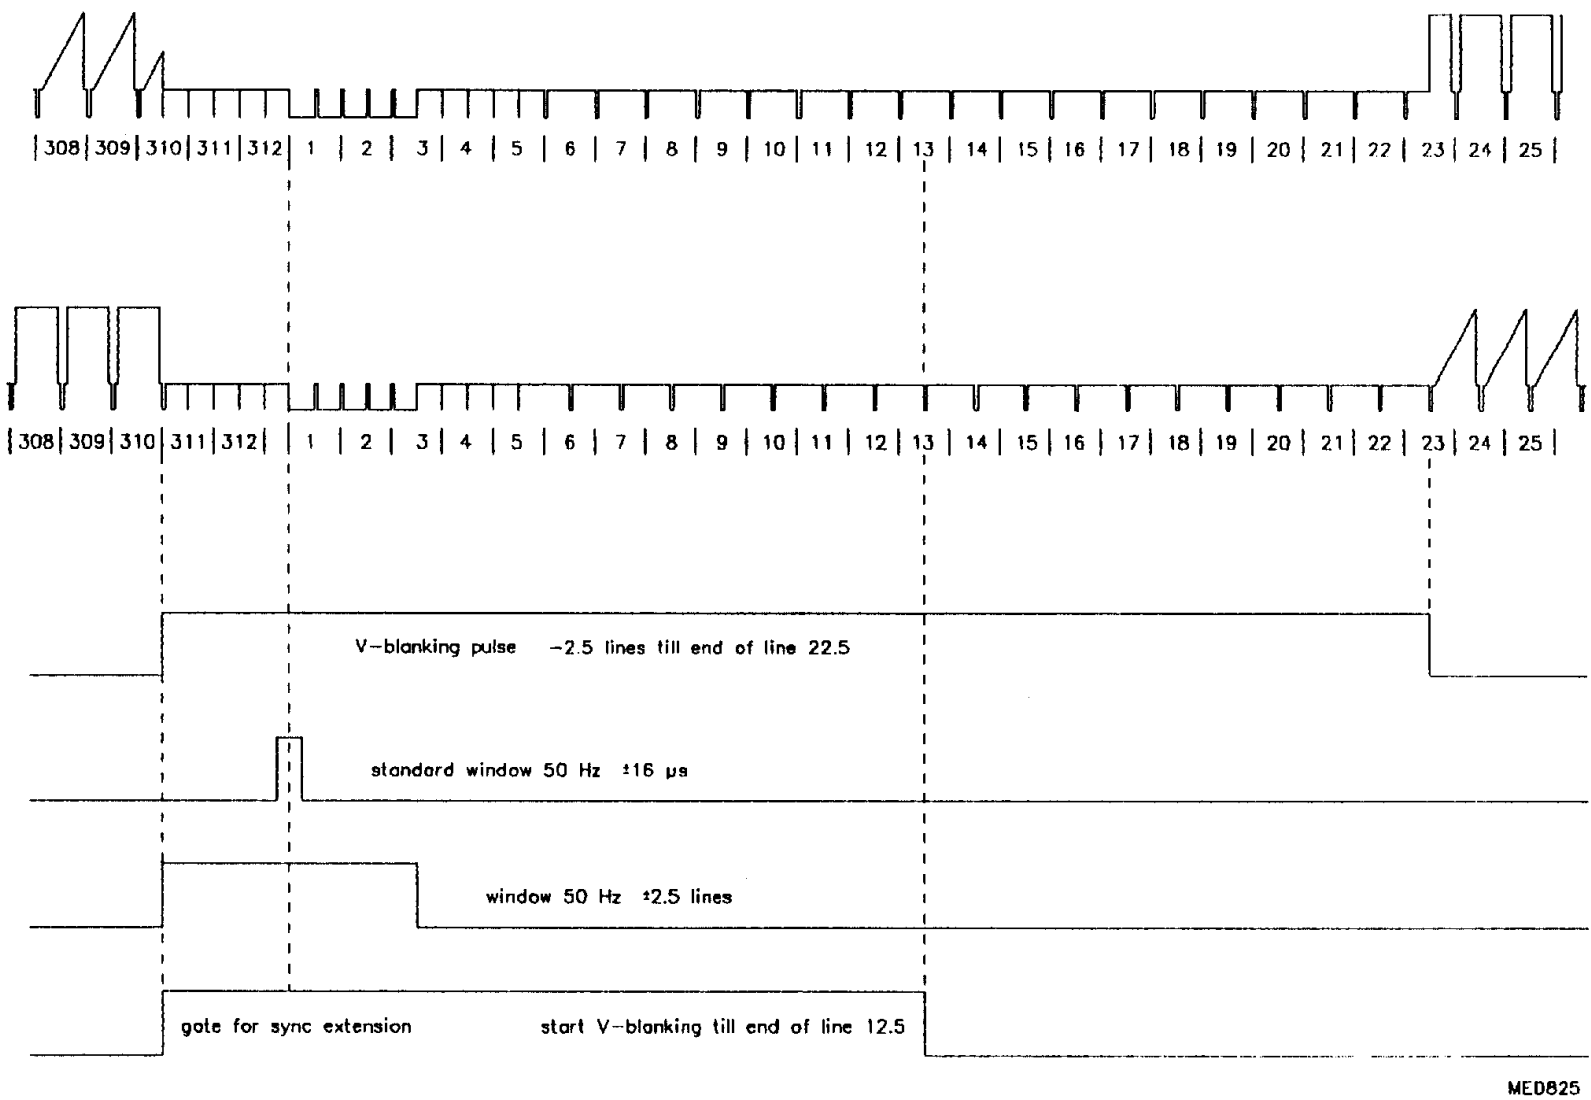 308 309 310 311 312 1 2 3 4 5 6 7 8 9 10 11 12 13 14 15 16 17 18 19 20 21 22 23 24 25
308 309 310 311 312 1 2 3 4 5 6 7 8 9 10 11 12 13 14 15 16 17 18 19 20 21 22 23 24 25
V-blanking pulse -2.5 lines till end of line 22.5
standard window 50 Hz ±16 µs
window 50 Hz ±2.5 lines
gate for sync extension start V-blanking till end of line 12.5
MED825